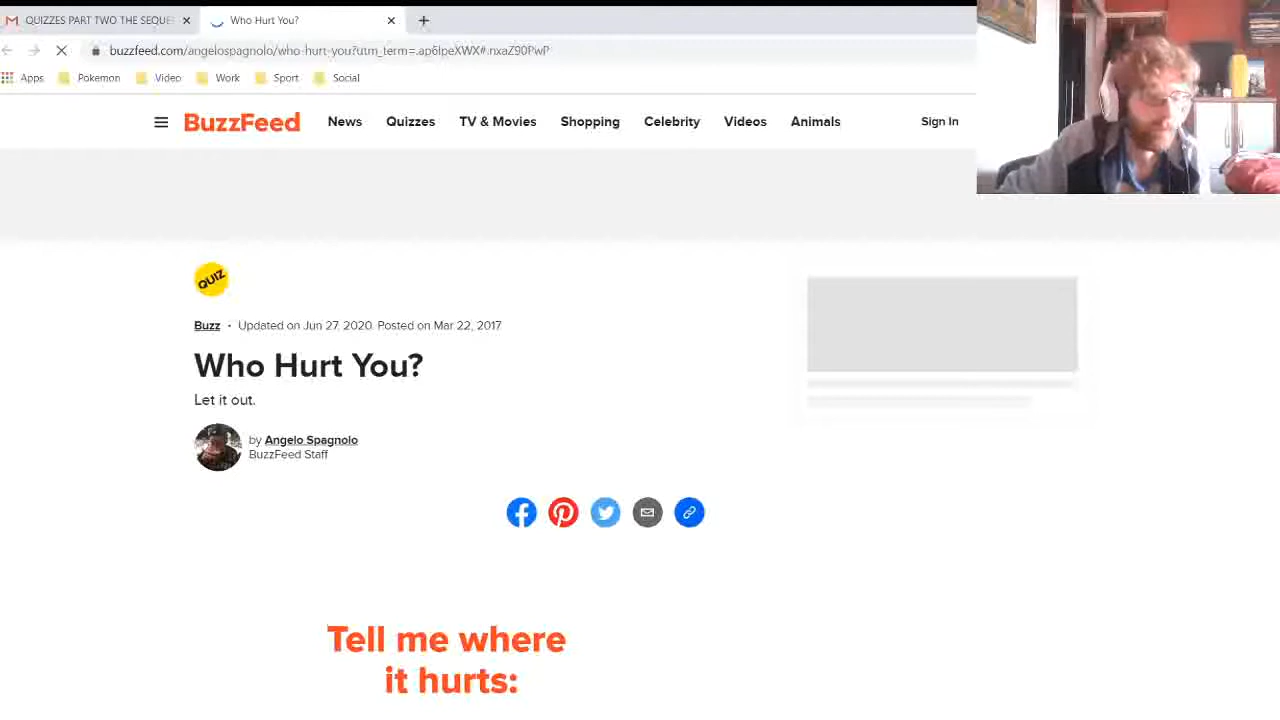 QUIZZES PART TWO THE SEQUE
Who Hurt You?
buzzfeed.com/angelospagnolo/who-hurt-you?utm_term=.ap6lpeXWX#.nxaZ90PwP
Apps Pokemon Video Work Sport Social
BuzzFeed News Quizzes TV & Movies Shopping Celebrity Videos Animals Sign In
QUIZ
Buzz • Updated on Jun 27, 2020. Posted on Mar 22, 2017
Who Hurt You?
Let it out.
by Angelo Spagnolo
BuzzFeed Staff
Tell me where
it hurts: